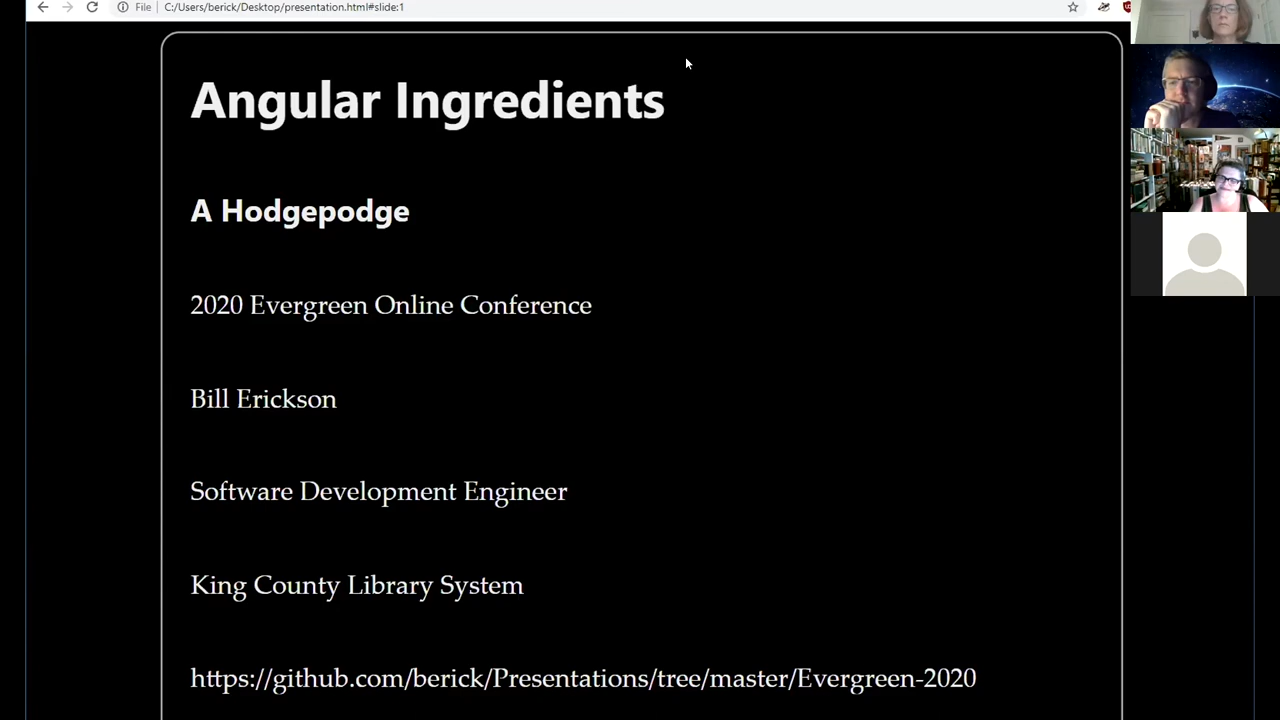 File C:/Users/berick/Desktop/presentation.html#slide:1
Angular Ingredients
A Hodgepodge
2020 Evergreen Online Conference
Bill Erickson
Software Development Engineer
King County Library System
https://github.com/berick/Presentations/tree/master/Evergreen-2020